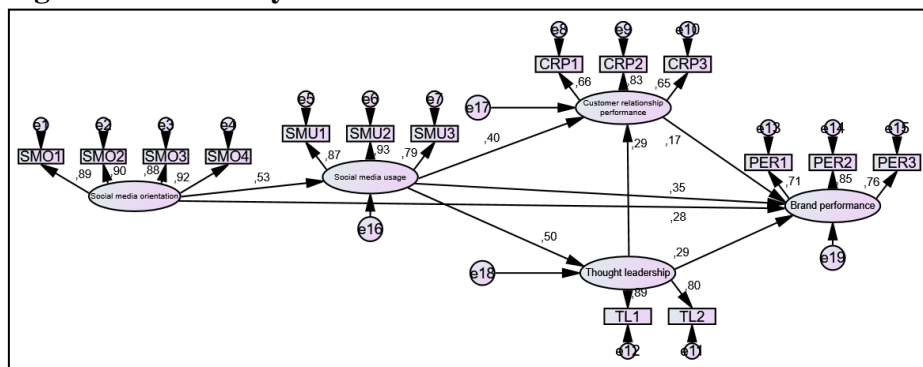 e8 e9 e10
CRP1 CRP2 CRP3
,66 ,83 ,65
e17
Customer relationship
performance
e5 e6 e7
SMU1 SMU2 SMU3
,87 ,93 ,79
Social media usage
e16
e1 e2 e3 e4
SMO1 SMO2 SMO3 SMO4
,89 ,90 ,88 ,92
Social media orientation
,53
,40
,29
,17
,35
,28
,50
,29
e13 e14 e15
PER1 PER2 PER3
,71 ,85 ,76
Brand performance
e19
e18
Thought leadership
,89 ,80
TL1 TL2
e12 e11